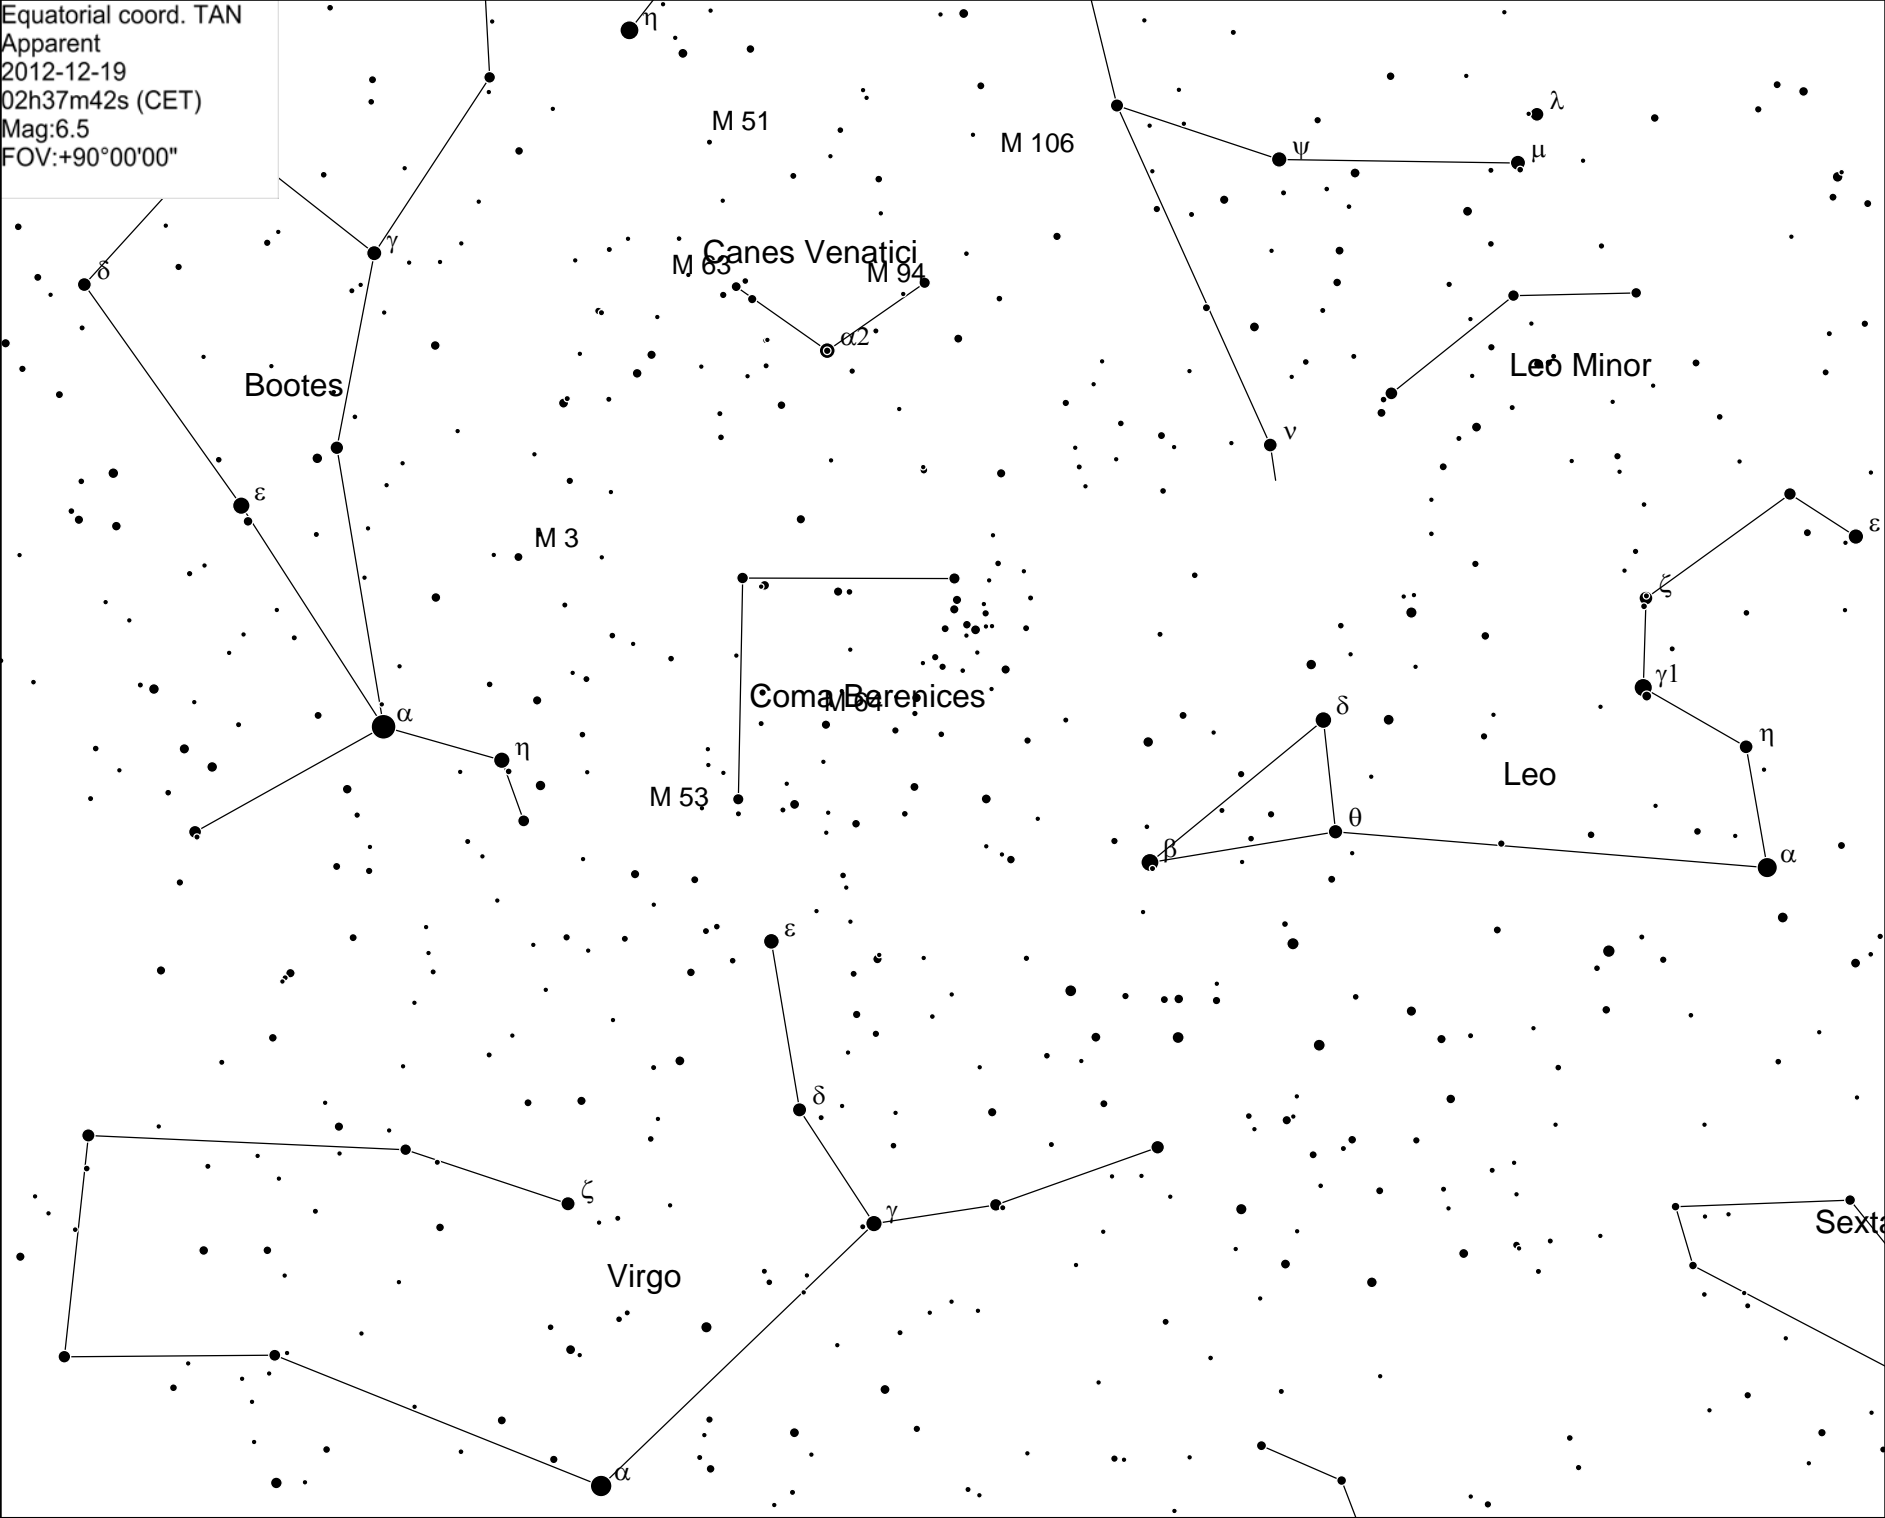 Equatorial coord. TAN
Apparent
2012-12-19
02h37m42s (CET)
Mag:6.5
FOV:+90°00'00"
η
λ
M 51
M 106
ψ
μ
γ
Canes Venatici
M 63
M 94
δ
α2
Leo Minor
Bootes
ν
ε
ε
M 3
ζ
γ1
Coma Berenices
M 64
δ
α
η
η
Leo
M 53
θ
β
α
ε
δ
ζ
γ
Sexta
Virgo
α